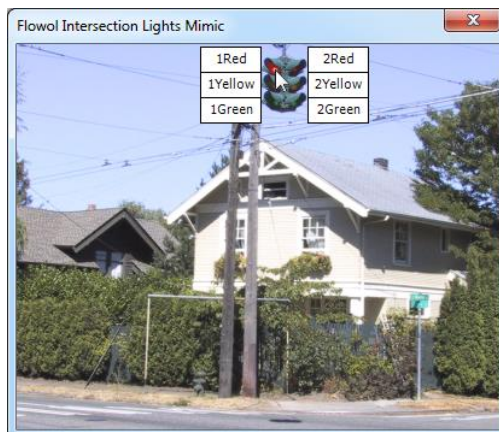 Flowol Intersection Lights Mimic
1Red
2Red
1Yellow
2Yellow
1Green
2Green